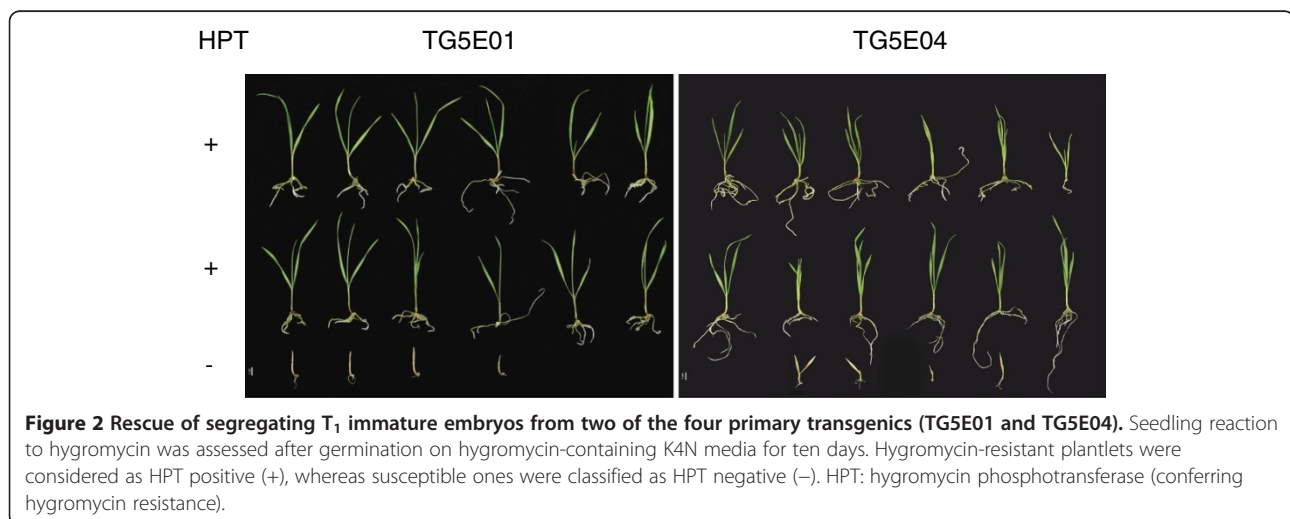 HPT TG5E01 TG5E04
+
+
-
Figure 2 Rescue of segregating T₁ immature embryos from two of the four primary transgenics (TG5E01 and TG5E04). Seedling reaction
to hygromycin was assessed after germination on hygromycin-containing K4N media for ten days. Hygromycin-resistant plantlets were
considered as HPT positive (+), whereas susceptible ones were classified as HPT negative (−). HPT: hygromycin phosphotransferase (conferring
hygromycin resistance).